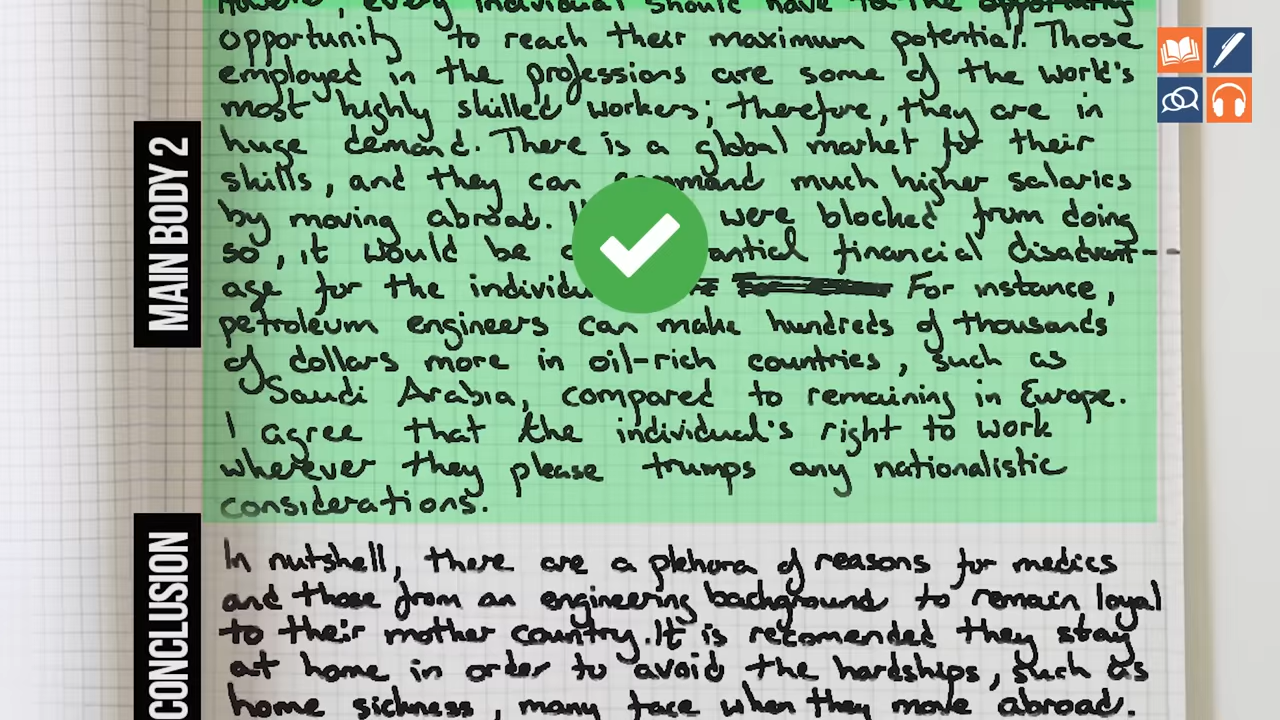 every individual should have the opportunity
opportunity to reach their maximum potential. Those
employed in the professions are some of the world's
most highly skilled workers; therefore, they are in
huge demand. There is a global market for their
skills, and they can command much higher salaries
by moving abroad. were blocked from doing
so, it would be financial disadvant-
age for the For instance,
petroleum engineers can make hundreds of thousands
of dollars more in oil-rich countries, such as
Saudi Arabia, compared to remaining in Europe.
I agree that the individual's right to work
wherever they please trumps any nationalistic
considerations.
In nutshell, there are a plehora of reasons for medics
and those from an engineering background to remain loyal
to their mother country. It is recomended they stay
at home in order to avoid the hardships, such as
home sickness, many face when they move abroad.
MAIN BODY 2
CONCLUSION